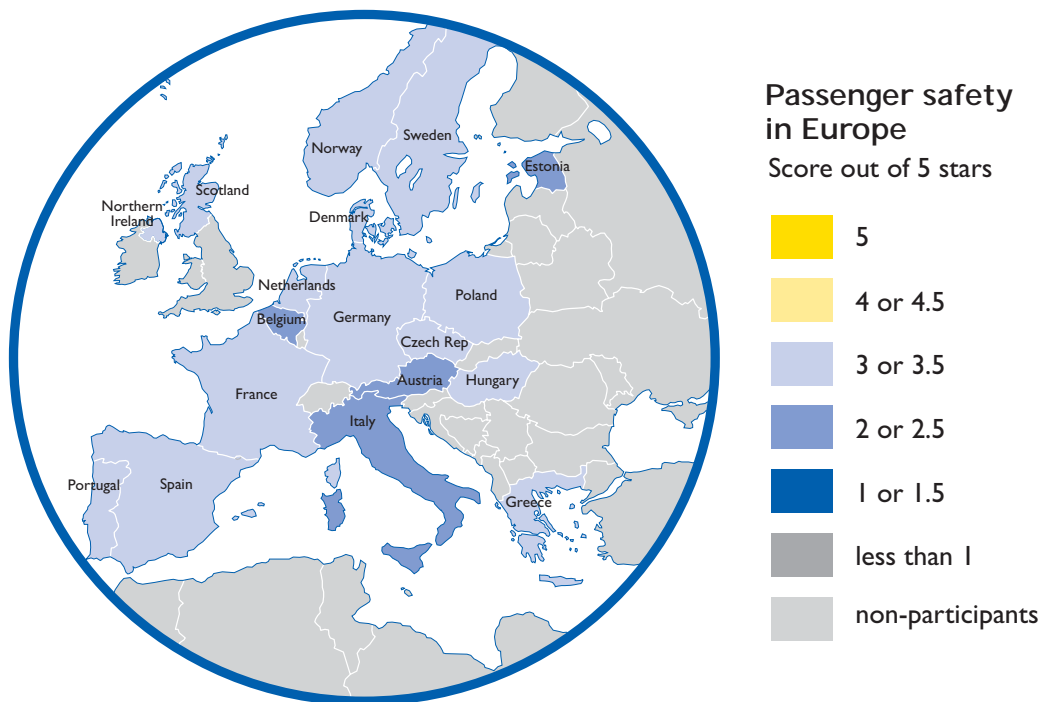 Passenger safety
in Europe
Score out of 5 stars
5
4 or 4.5
3 or 3.5
2 or 2.5
1 or 1.5
less than 1
non-participants
Norway
Sweden
Estonia
Scotland
Northern
Ireland
Denmark
Netherlands
Poland
Belgium
Germany
Czech Rep
Austria
Hungary
France
Italy
Portugal
Spain
Greece